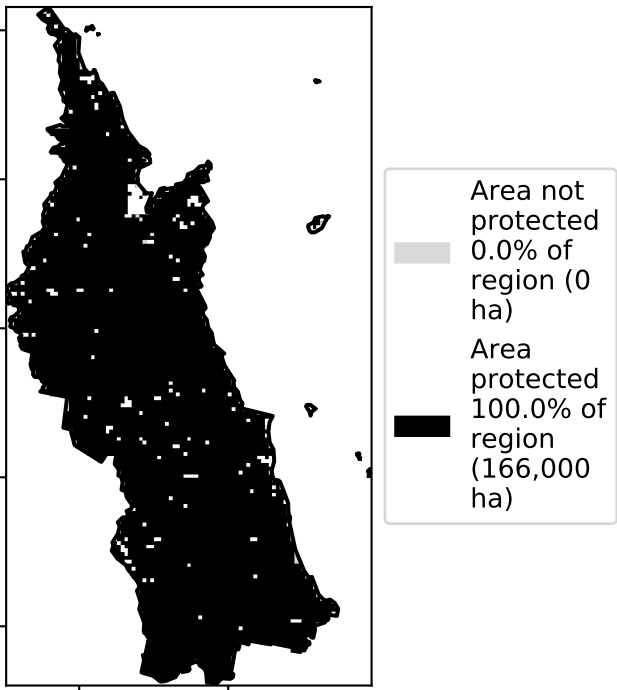 Area not
protected
0.0% of
region (0
ha)
Area
protected
100.0% of
region
(166,000
ha)